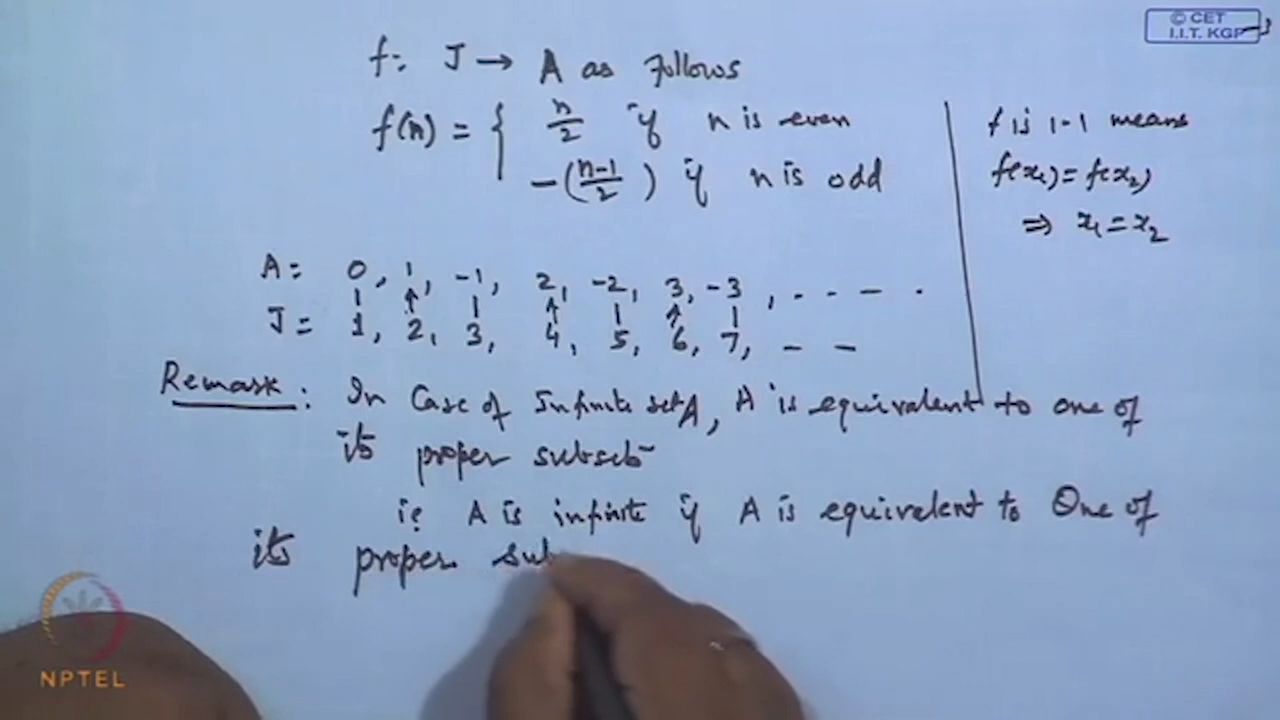 © CET
I.I.T. KGP
f: J → A as follows
f(n) = { n/2 if n is even
-(n-1/2) if n is odd
f is 1-1 means
f(x₁) = f(x₂)
⇒ x₁ = x₂
A = 0, 1, -1, 2, -2, 3, -3, - - - .
J = 1, 2, 3, 4, 5, 6, 7, - -
Remark: In Case of Infinite set A, A is equivalent to one of
its proper subset
ie A is infinite if A is equivalent to One of
its proper sub
NPTEL